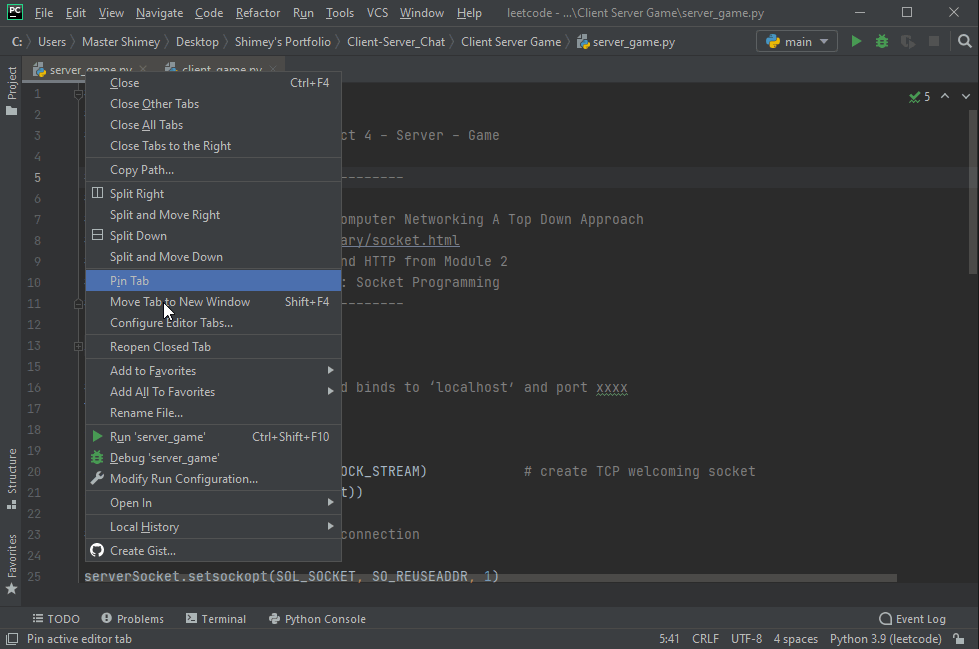 PC File Edit View Navigate Code Refactor Run Tools VCS Window Help leetcode - ...\Client Server Game\server_game.py
C: Users Master Shimey Desktop Shimey's Portfolio Client-Server_Chat Client Server Game server_game.py main
server_game.py client_game.py
Project
Structure
Favorites
Close Ctrl+F4
Close Other Tabs
Close All Tabs
Close Tabs to the Right
Copy Path...
Split Right
Split and Move Right
Split Down
Split and Move Down
Pin Tab
Move Tab to New Window Shift+F4
Configure Editor Tabs...
Reopen Closed Tab
Add to Favorites
Add All To Favorites
Rename File...
Run 'server_game' Ctrl+Shift+F10
Debug 'server_game'
Modify Run Configuration...
Open In
Local History
Create Gist...
1
5
2
3 ct 4 - Server - Game
4
5 --------
6
7 omputer Networking A Top Down Approach
8 ary/socket.html
9 nd HTTP from Module 2
10 : Socket Programming
11 --------
12
13
15
16 d binds to ‘localhost’ and port xxxx
17
18
19
20 OCK_STREAM) # create TCP welcoming socket
21 t))
22
23 connection
24
25 serverSocket.setsockopt(SOL_SOCKET, SO_REUSEADDR, 1)
TODO Problems Terminal Python Console Event Log
Pin active editor tab 5:41 CRLF UTF-8 4 spaces Python 3.9 (leetcode)